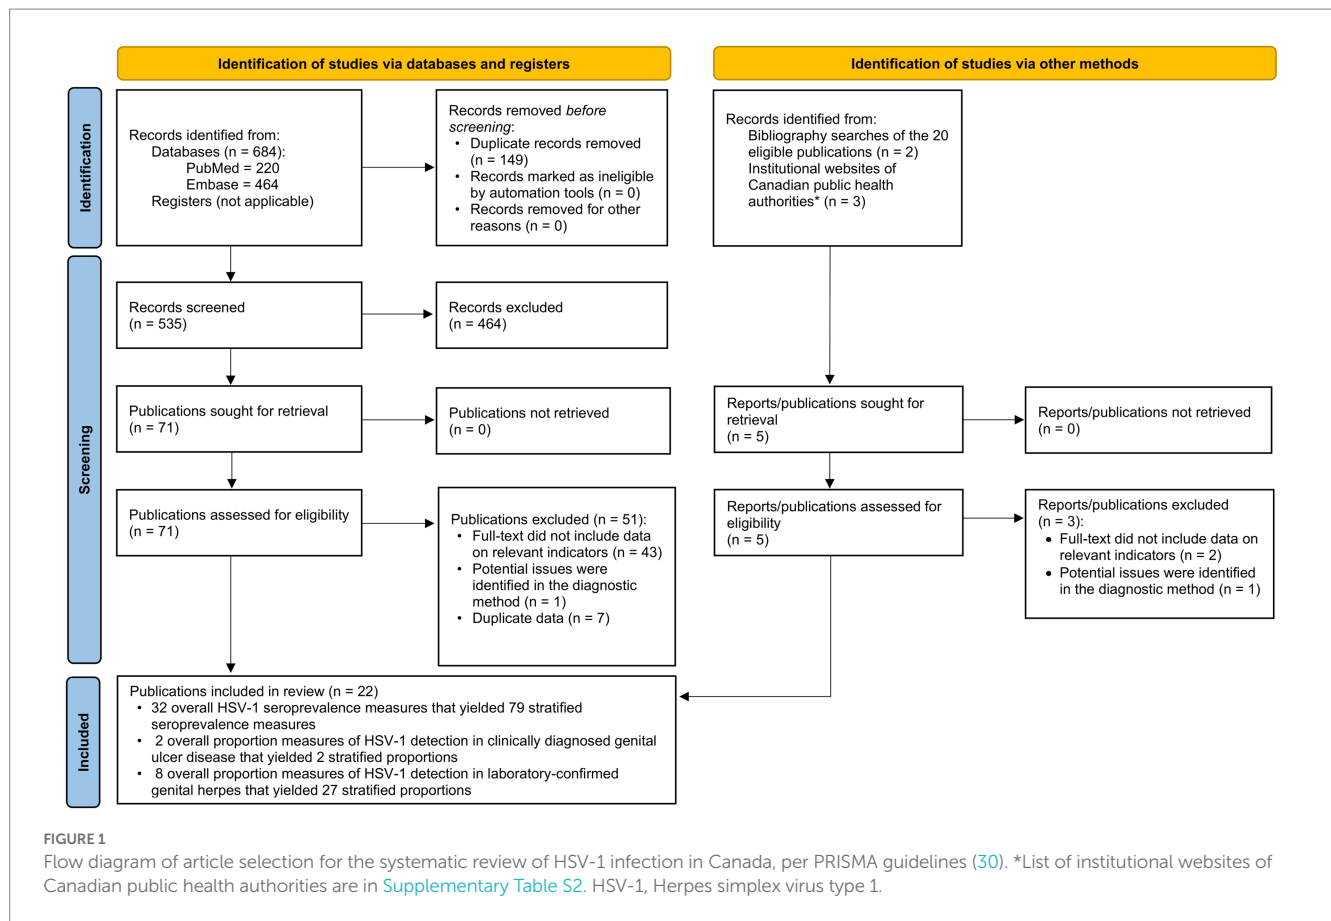 Identification of studies via databases and registers
Identification of studies via other methods
Identification
Records identified from:
Databases (n = 684):
PubMed = 220
Embase = 464
Registers (not applicable)
Records removed before
screening:
• Duplicate records removed
(n = 149)
• Records marked as ineligible
by automation tools (n = 0)
• Records removed for other
reasons (n = 0)
Records identified from:
Bibliography searches of the 20
eligible publications (n = 2)
Institutional websites of
Canadian public health
authorities* (n = 3)
Screening
Records screened
(n = 535)
Records excluded
(n = 464)
Publications sought for retrieval
(n = 71)
Publications not retrieved
(n = 0)
Reports/publications sought for
retrieval
(n = 5)
Reports/publications not retrieved
(n = 0)
Publications assessed for eligibility
(n = 71)
Publications excluded (n = 51):
• Full-text did not include data
on relevant indicators (n = 43)
• Potential issues were
identified in the diagnostic
method (n = 1)
• Duplicate data (n = 7)
Reports/publications assessed for
eligibility
(n = 5)
Reports/publications excluded
(n = 3):
• Full-text did not include data on
relevant indicators (n = 2)
• Potential issues were identified
in the diagnostic method (n = 1)
Included
Publications included in review (n = 22)
• 32 overall HSV-1 seroprevalence measures that yielded 79 stratified
seroprevalence measures
• 2 overall proportion measures of HSV-1 detection in clinically diagnosed genital
ulcer disease that yielded 2 stratified proportions
• 8 overall proportion measures of HSV-1 detection in laboratory-confirmed
genital herpes that yielded 27 stratified proportions
FIGURE 1
Flow diagram of article selection for the systematic review of HSV-1 infection in Canada, per PRISMA guidelines (30). *List of institutional websites of
Canadian public health authorities are in Supplementary Table S2. HSV-1, Herpes simplex virus type 1.